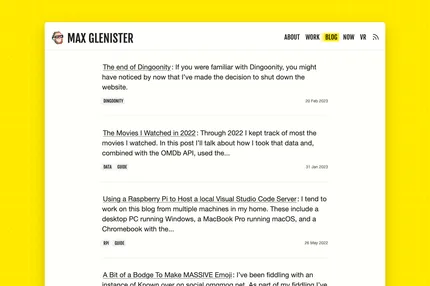 MAX GLENISTER
ABOUT WORK BLOG NOW VR
The end of Dingoonity: If you were familiar with Dingoonity, you might
have noticed by now that I've made the decision to shut down the
website.
DINGOONITY 20 Feb 2023
The Movies I Watched in 2022: Through 2022 I kept track of most the
movies I watched. In this post I'll talk about how I took that data and,
combined with the OMDb API, used the...
DATA GUIDE 31 Jan 2023
Using a Raspberry Pi to Host a local Visual Studio Code Server: I tend to
work on this blog from multiple machines in my home. These include a
desktop PC running Windows, a MacBook Pro running macOS, and a
Chromebook with the...
RPI GUIDE 26 May 2022
A Bit of a Bodge To Make MASSIVE Emoji: I've been fiddling with an
instance of Known over on social.omgmog.net. As part of my fiddling I've